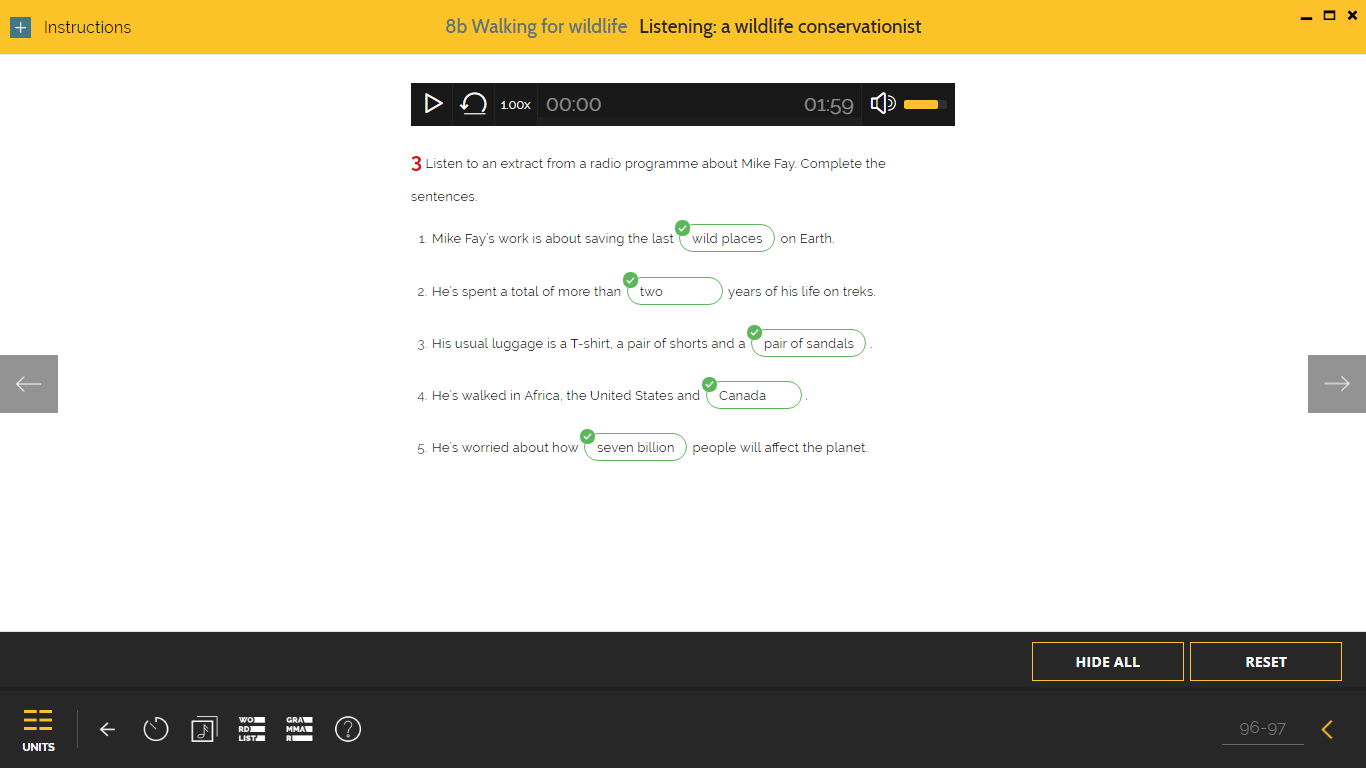 Instructions
8b Walking for wildlife Listening: a wildlife conservationist
1.00x 00:00 01:59
3 Listen to an extract from a radio programme about Mike Fay. Complete the
sentences.
1. Mike Fay's work is about saving the last wild places on Earth.
2. He's spent a total of more than two years of his life on treks.
3. His usual luggage is a T-shirt, a pair of shorts and a pair of sandals .
4. He's walked in Africa, the United States and Canada .
5. He's worried about how seven billion people will affect the planet.
HIDE ALL RESET
WO
RD
LIST
GRA
MMA
R
?
UNITS
96-97